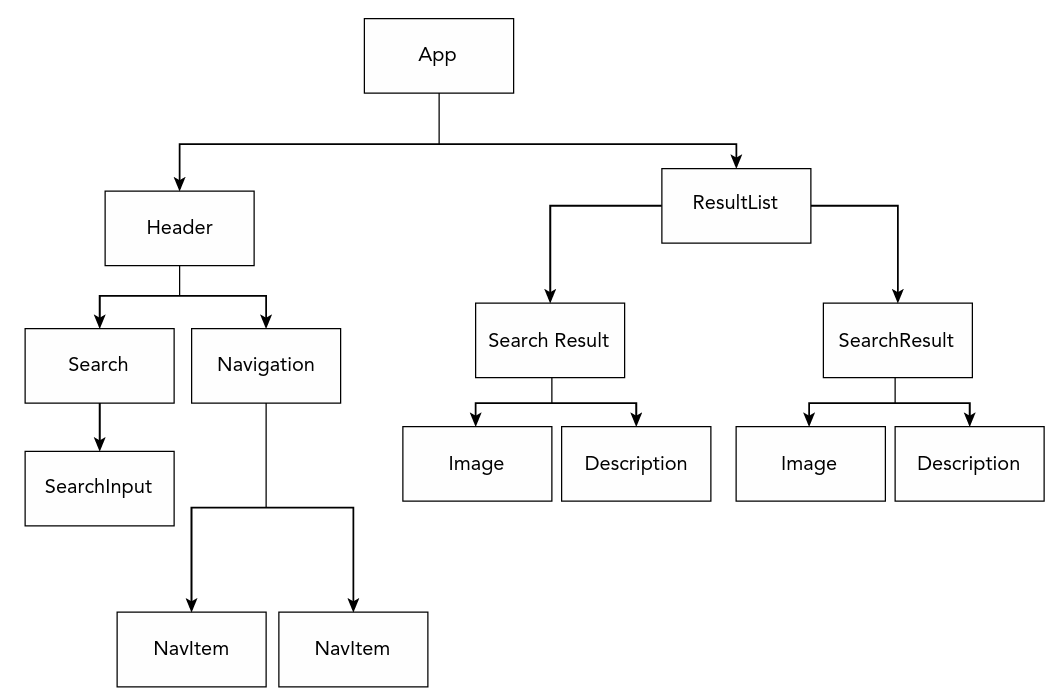 App
Header
ResultList
Search
Navigation
Search Result
SearchResult
SearchInput
Image
Description
Image
Description
NavItem
NavItem